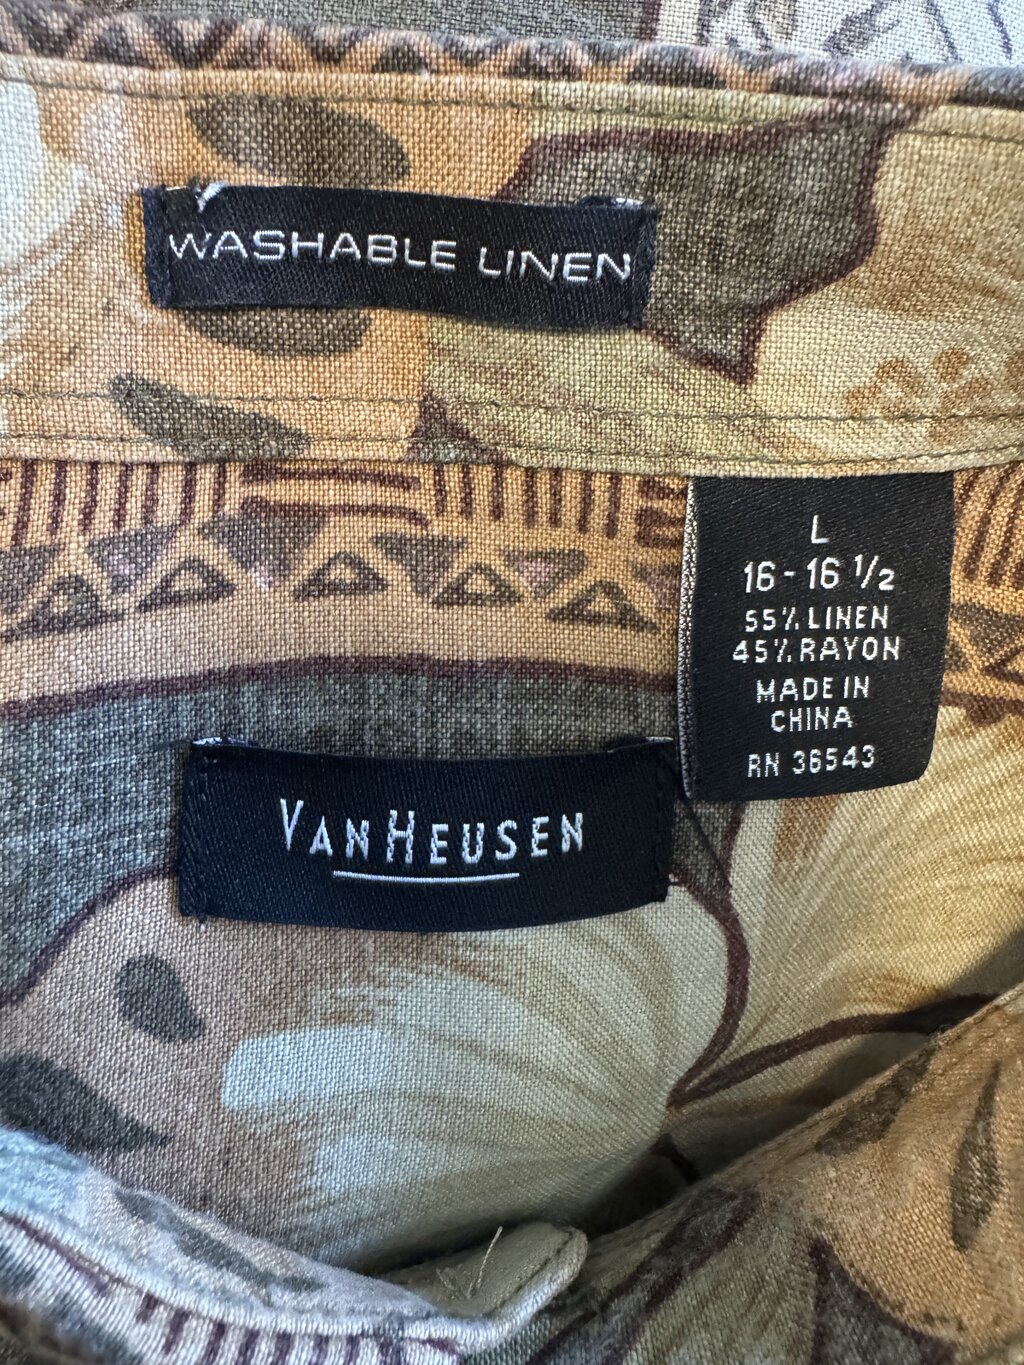 WASHABLE LINEN
L
16 - 16 1/2
55% LINEN
45% RAYON
MADE IN
CHINA
RN 36543
VANHEUSEN